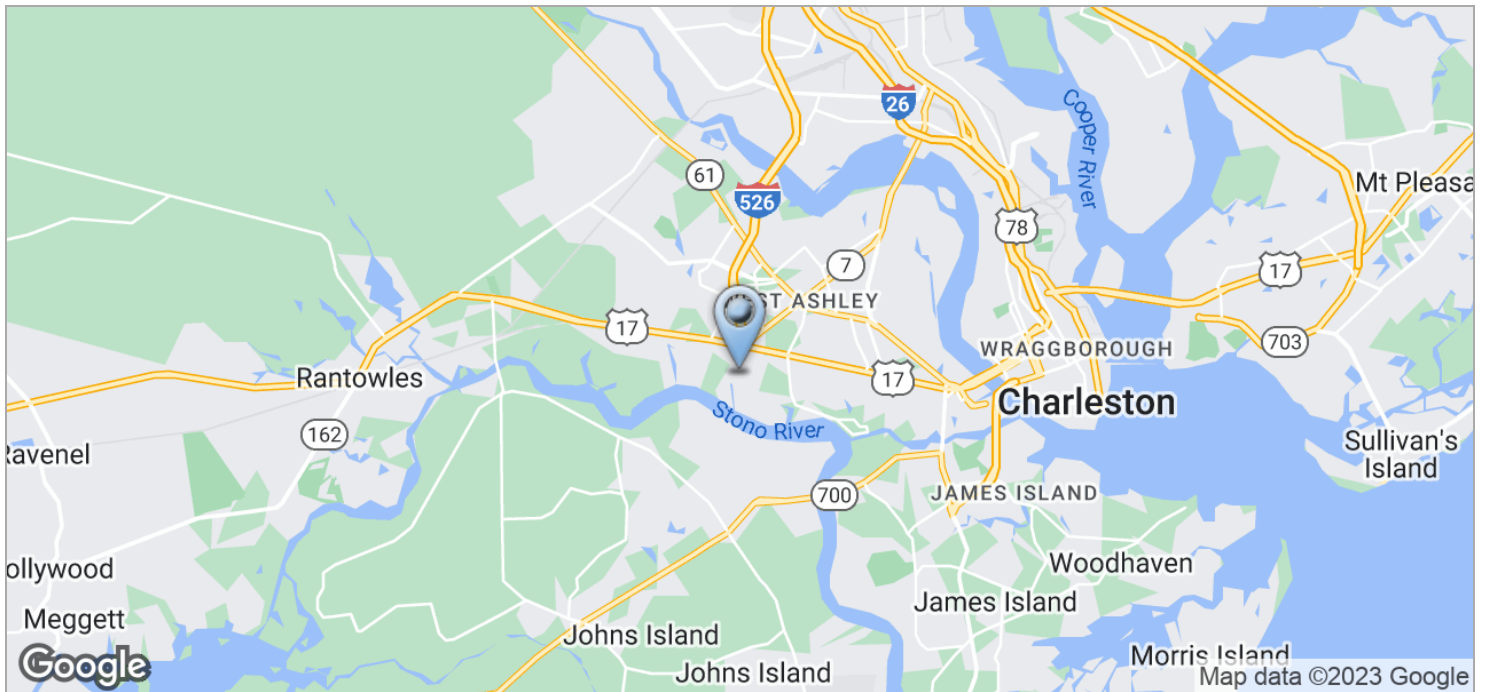 26
Cooper River
61
Mt Pleasa
526
78
7
17
EST ASHLEY
17
703
WRAGGBOROUGH
17
Rantowles
Charleston
Stono River
162
Ravenel
Sullivan's
Island
700
JAMES ISLAND
ollywood
Woodhaven
James Island
Meggett
Johns Island
Morris Island
Johns Island
Google
Map data ©2023 Google